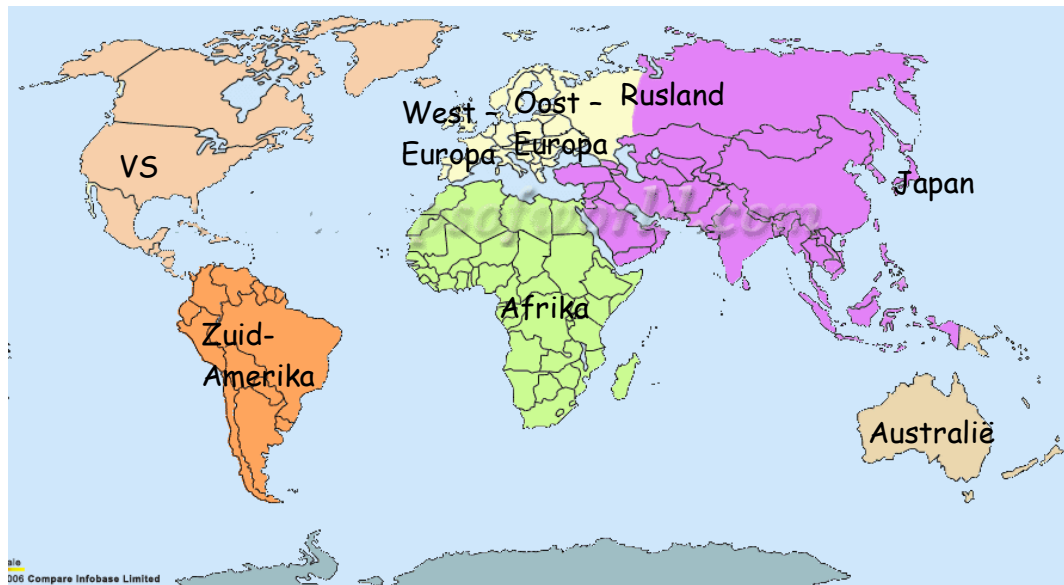 West –
Europa
Oost –
Europa
Rusland
VS
Japan
Afrika
Zuid-
Amerika
Australië
006 Compare Infobase Limited